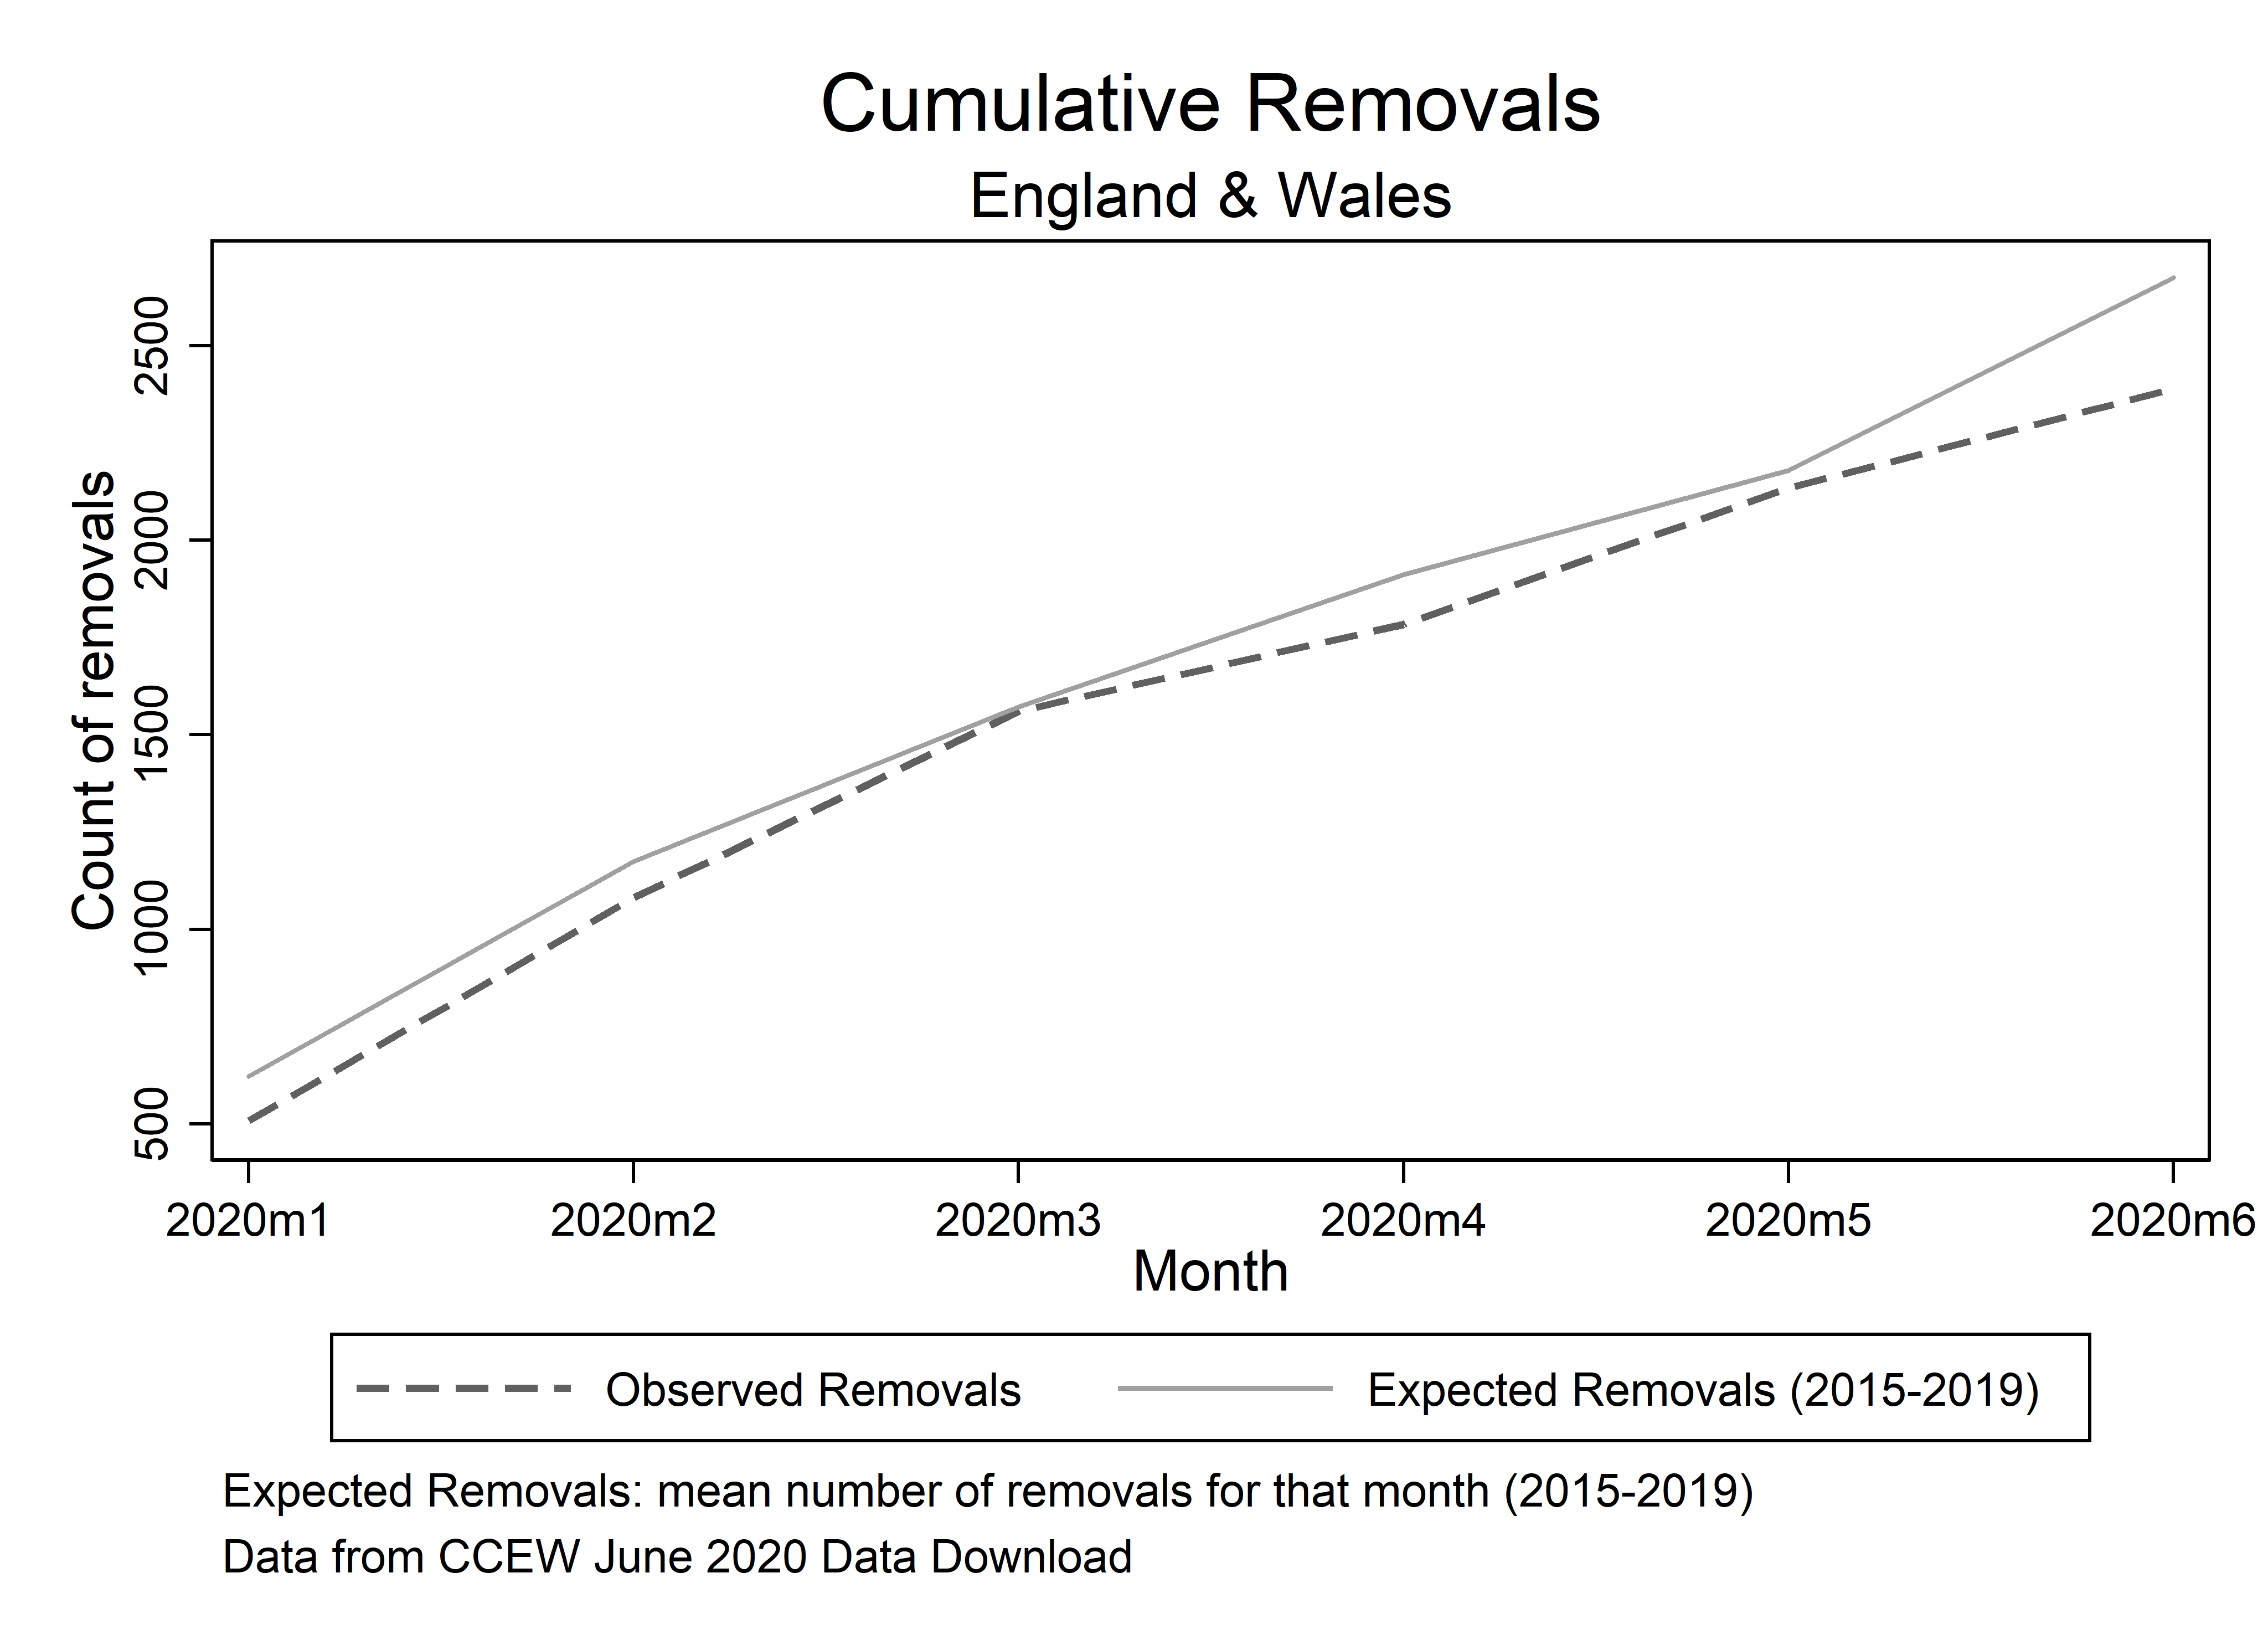 Cumulative Removals
England & Wales
Count of removals
2500
2000
1500
1000
500
2020m1 2020m2 2020m3 2020m4 2020m5 2020m6
Month
Observed Removals Expected Removals (2015-2019)
Expected Removals: mean number of removals for that month (2015-2019)
Data from CCEW June 2020 Data Download